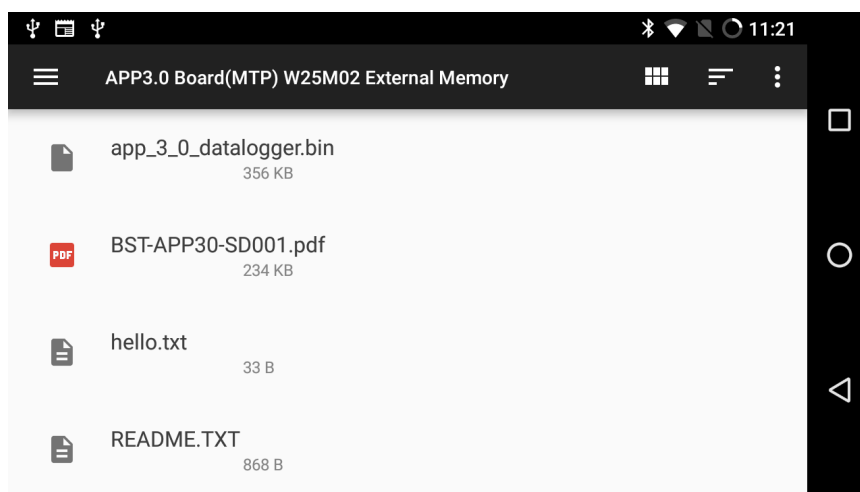 11:21
APP3.0 Board(MTP) W25M02 External Memory
app_3_0_datalogger.bin
356 KB
PDF
BST-APP30-SD001.pdf
234 KB
hello.txt
33 B
README.TXT
868 B